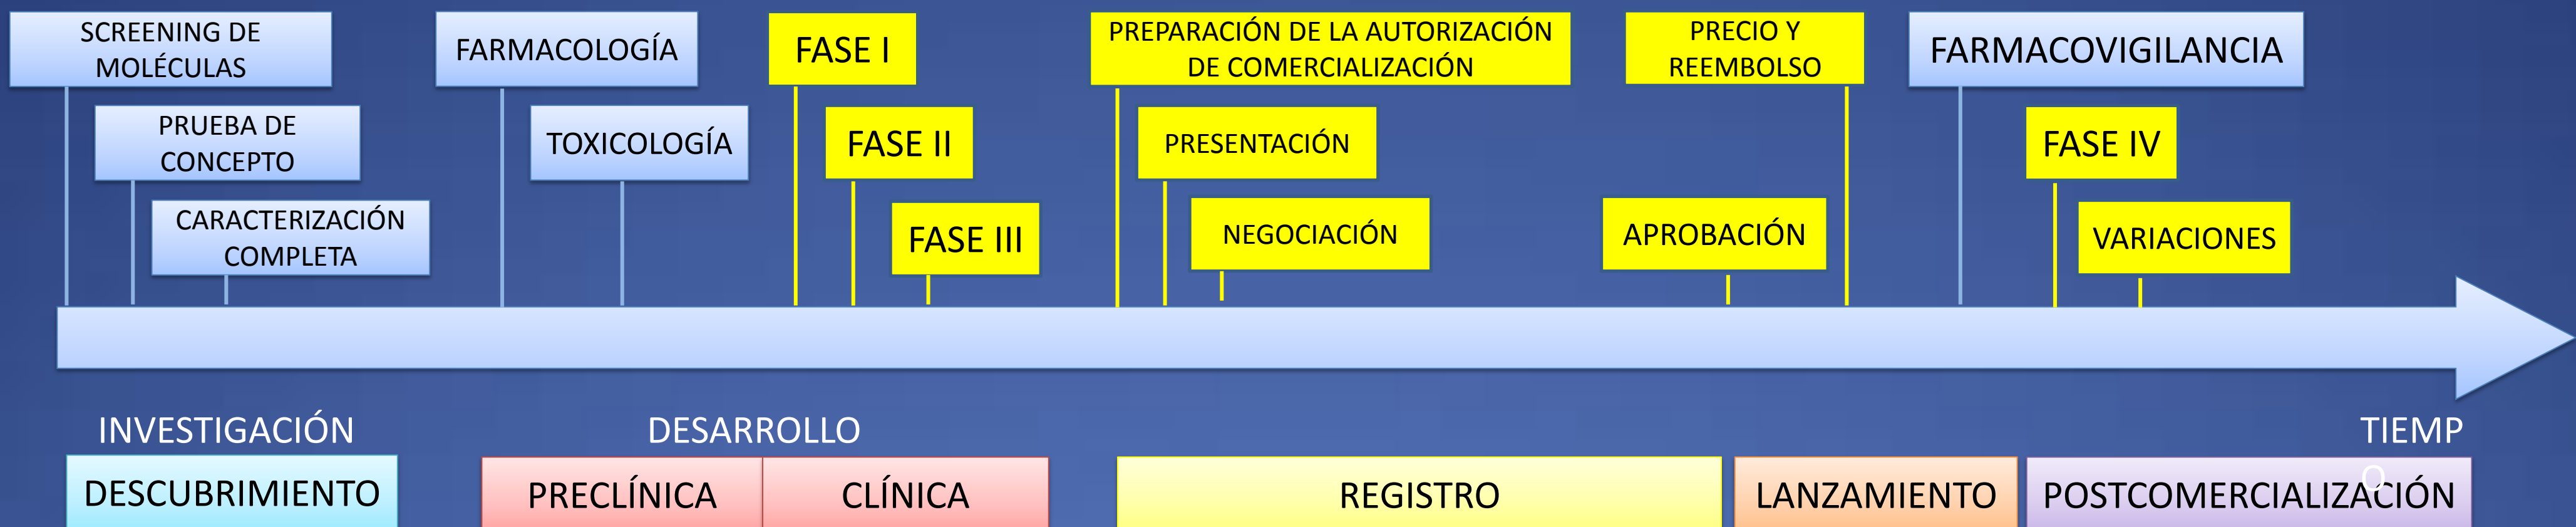 SCREENING DE
MOLÉCULAS
PRUEBA DE
CONCEPTO
CARACTERIZACIÓN
COMPLETA
FARMACOLOGÍA
TOXICOLOGÍA
FASE I
FASE II
FASE III
PREPARACIÓN DE LA AUTORIZACIÓN
DE COMERCIALIZACIÓN
PRESENTACIÓN
NEGOCIACIÓN
PRECIO Y
REEMBOLSO
APROBACIÓN
FARMACOVIGILANCIA
FASE IV
VARIACIONES
INVESTIGACIÓN
DESARROLLO
TIEMP
O
DESCUBRIMIENTO
PRECLÍNICA
CLÍNICA
REGISTRO
LANZAMIENTO
POSTCOMERCIALIZACIÓN